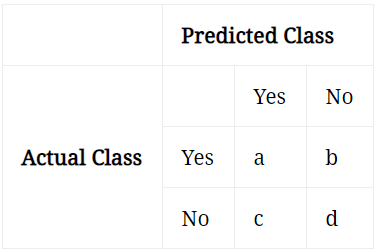 Predicted Class
Yes No
Actual Class Yes a b
No c d